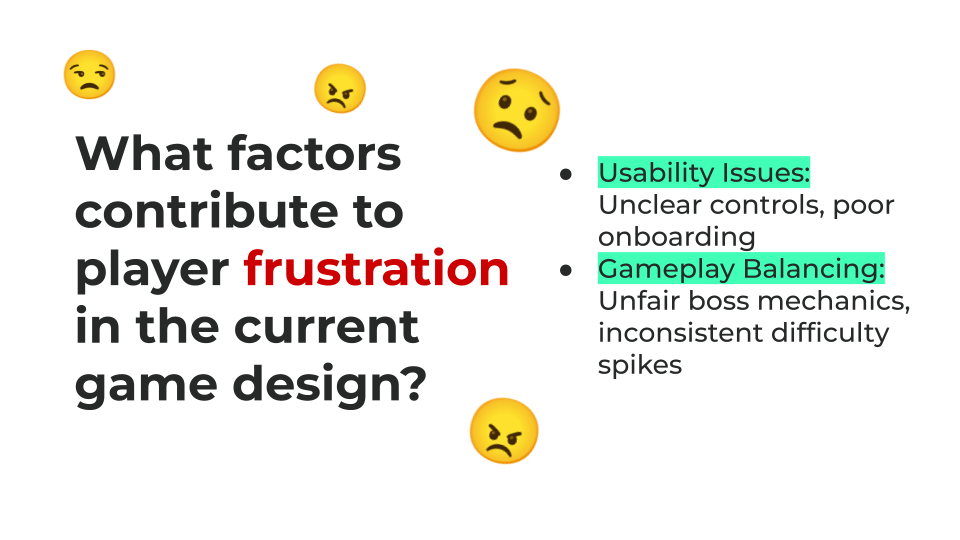 What factors
contribute to
player frustration
in the current
game design?
● Usability Issues:
Unclear controls, poor
onboarding
● Gameplay Balancing:
Unfair boss mechanics,
inconsistent difficulty
spikes